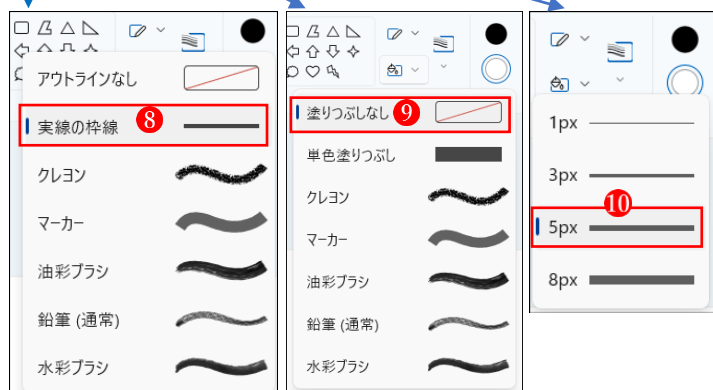 アウトラインなし
実線の枠線
8
クレヨン
マーカー
油彩ブラシ
鉛筆 (通常)
水彩ブラシ
塗りつぶしなし
9
単色塗りつぶし
クレヨン
マーカー
油彩ブラシ
鉛筆 (通常)
水彩ブラシ
1px
3px
10
5px
8px